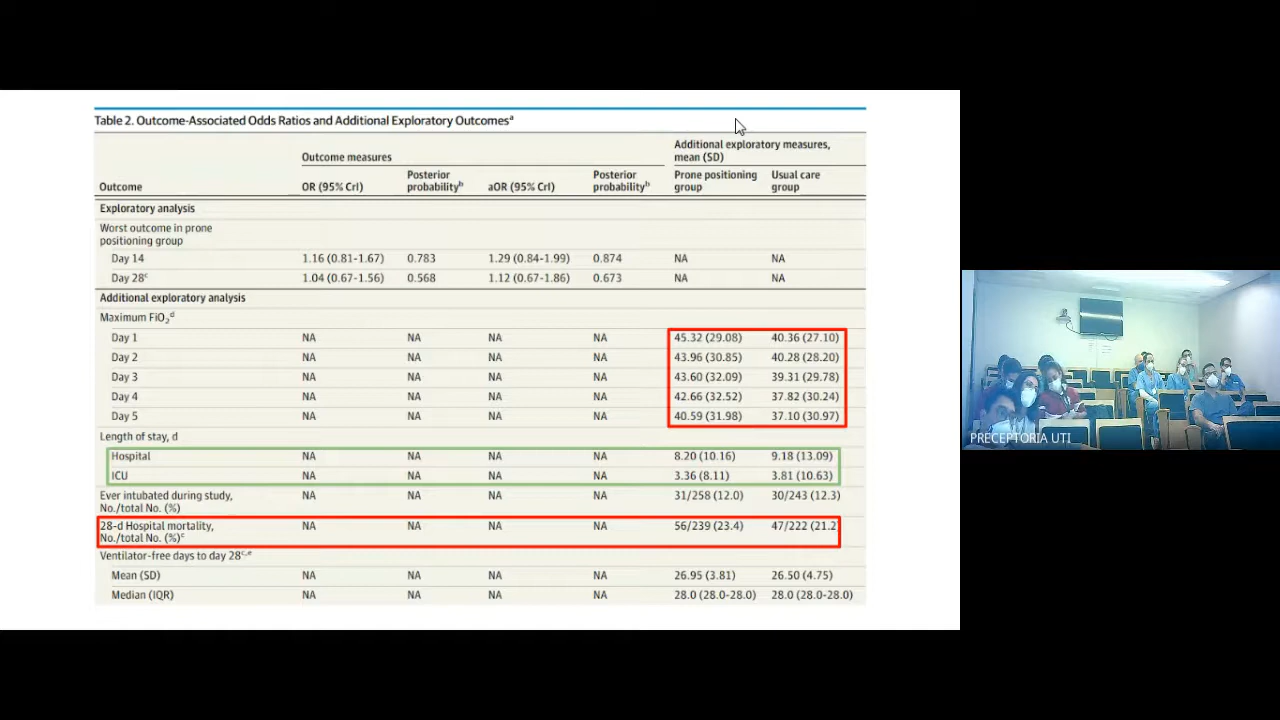 Table 2. Outcome-Associated Odds Ratios and Additional Exploratory Outcomesᵃ
Outcome measures Additional exploratory measures, mean (SD)
Outcome OR (95% CrI) Posterior probabilityᵇ aOR (95% CrI) Posterior probabilityᵇ Prone positioning group Usual care group
Exploratory analysis
Worst outcome in prone
positioning group
Day 14 1.16 (0.81-1.67) 0.783 1.29 (0.84-1.99) 0.874 NA NA
Day 28ᶜ 1.04 (0.67-1.56) 0.568 1.12 (0.67-1.86) 0.673 NA NA
Additional exploratory analysis
Maximum FiO₂ᵈ
Day 1 NA NA NA NA 45.32 (29.08) 40.36 (27.10)
Day 2 NA NA NA NA 43.96 (30.85) 40.28 (28.20)
Day 3 NA NA NA NA 43.60 (32.09) 39.31 (29.78)
Day 4 NA NA NA NA 42.66 (32.52) 37.82 (30.24)
Day 5 NA NA NA NA 40.59 (31.98) 37.10 (30.97)
Length of stay, d
Hospital NA NA NA NA 8.20 (10.16) 9.18 (13.09)
ICU NA NA NA NA 3.36 (8.11) 3.81 (10.63)
Ever intubated during study, NA NA NA NA 31/258 (12.0) 30/243 (12.3)
No./total No. (%)
28-d Hospital mortality, NA NA NA NA 56/239 (23.4) 47/222 (21.2
No./total No. (%)ᶜ
Ventilator-free days to day 28ᶜ,ᵉ
Mean (SD) NA NA NA NA 26.95 (3.81) 26.50 (4.75)
Median (IQR) NA NA NA NA 28.0 (28.0-28.0) 28.0 (28.0-28.0)
PRECEPTORIA UTI